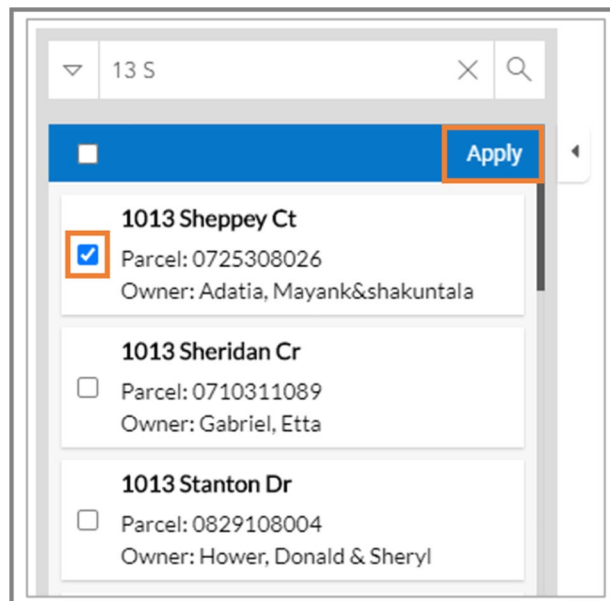 13 S
Apply
1013 Sheppey Ct
Parcel: 0725308026
Owner: Adatia, Mayank&shakuntala
1013 Sheridan Cr
Parcel: 0710311089
Owner: Gabriel, Etta
1013 Stanton Dr
Parcel: 0829108004
Owner: Hower, Donald & Sheryl